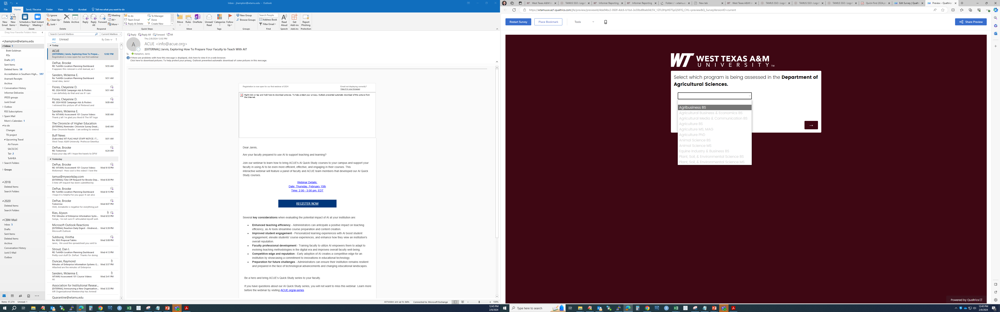 Inbox - jhampton@wtamu.edu - Outlook
File Home Send / Receive Folder View Help Acrobat Tell me what you want to do
New Email New Items Schedule a Meeting Start Instant Meeting Ignore Clean Up Junk Delete Archive Reply Reply All Forward Meeting IM More to do Team Email Reply & Delete To Manager Done Create New Move Rules OneNote Unread/ Read Categorize Follow Up New Group Browse Groups Search People Address Book Filter Email Read Aloud Get Add-ins Report Phishing
New Zoom Delete Respond Quick Steps Move Tags Groups Find Speech Add-ins Protection
Drag Your Favorite Folders Here
jhampton@wtamu.edu
Inbox 1
Brett Goldman
PDs
Drafts [47]
Sent Items
Deleted Items 58
Accreditation in Southern High... 597
Aramark Receipts
Archive
Conversation History
Informer Deliveries
IPEDS groups
Junk Email
Outbox
RSS Subscriptions
Spam Mail
Mom's Calendars 1
to do
Changes
TSI project
Upcoming Travel
Air Forum
SACSCOC
Tair 2
TxAHEA
Search Folders
Groups
2018
Deleted Items
Search Folders
2020
Deleted Items
Search Folders
CBM-Mail
Inbox 5
Drafts
Sent Items
Deleted Items
Archive
Conversation History
Junk E-Mail
Outbox
Items: 57,274 Unread: 1
Search Current Mailbox Current Mailbox
All Unread By Date
Today
ACUE
[EXTERNAL] Jarvis, Exploring How To Prepar... 12:02 PM
Registration is now open for our first webinar
DePue, Brooke
RE: TxAHEA Location Planning Dashboard 9:55 AM
It appears this removal is a bit manual, as I
Sanders, Mckenna E.
Re: TxAHEA Location Planning Dashboard 9:51 AM
Great idea, Jarvis!
Flores, Cheyenne D.
RE: 2024 NSSE Campaign Ads & Posters 9:51 AM
I can definitely do that and see if I can
Flores, Cheyenne D.
RE: 2024 NSSE Campaign Ads & Posters 9:09 AM
I retrieved this picture off of Pinterest and
Sanders, Mckenna E.
Re: WTAMU Assessment 101 Course Videos 9:00 AM
Thank y'all! I'm glad you liked it! The WT logo
The Chronicle of Higher Education
[EXTERNAL] Reminder: Chronicle Survey Dead... 8:40 AM
Dear Chronicle Reader: I am writing to remind
Buff News
[Subscribe] WT FLAG HALF-STAFF NOTICE / T... 8:01 AM
West Texas A&M University Professor Emeritus
DePue, Brooke
RE: Tomorrow 6:24 AM
Enjoy your day off! I hope the travels to DFW
Yesterday
DePue, Brooke
RE: WTAMU Assessment 101 Course Videos Wed 9:18 PM
McKenna!!! How cool is this video!! I love the
tamus@myworkday.com
[EXTERNAL] Time Off Request for Brooke Dep... Wed 8:38 PM
A time off request has been submitted by
DePue, Brooke
RE: TxAHEA Location Planning Dashboard Wed 8:15 PM
I hope it is helpful for you guys! It can also
DePue, Brooke
Tomorrow Wed 8:07 PM
Well, Annabelle is negative for everything just
Ries, Alyson
FW: Minutes of Enterprise Information Syste... Wed 6:53 PM
Sonya, I'm not sure if I articulated myself well.
Microsoft Outlook Reactions
[EXTERNAL] Reaction Daily Digest - Wednesd... Wed 5:39 PM
Microsoft Outlook
Subburaj, Vinitha
Re: NSG Proposal Tables Wed 5:08 PM
Jarvis, We used the spreadsheet you sent to
Stroud, Dan I.
RE: TxAHEA Location Planning Dashboard Wed 4:13 PM
Pretty cool stuff Dr. DePue! Thanks for doing
Duncan, Raymond
Minutes of Enterprise Information Systems G... Wed 3:57 PM
Attached are the minutes of Enterprise
Sanders, Mckenna E.
WTAMU Assessment 101 Course Videos Wed 3:41 PM
Hi!
Association for Institutional Resear...
[EXTERNAL] Announcing a New Organization... Wed 3:33 PM
AIR Organizational Membership has Arrived!
Quarantine@wtamu.edu
Reply Reply All Forward IM
Thu 2/8/2024 12:02 PM
A
ACUE <info@acue.org>
[EXTERNAL] Jarvis, Exploring How To Prepare Your Faculty to Teach With AI?
To Hampton, Jarvis
If there are problems with how this message is displayed, click here to view it in a web browser.
Click here to download pictures. To help protect your privacy, Outlook prevented automatic download of some pictures in this message.
Registration is now open for our first webinar of 2024
Email not displaying correctly?
View it in your browser
Right-click or tap and hold here to download pictures. To help protect your privacy, Outlook prevented automatic download of this picture from
the Internet.
Dear Jarvis,
Are your faculty prepared to use AI to support teaching and learning?
Join our webinar to learn how to bring ACUE's AI Quick Study courses to your campus and support your
faculty in using AI to be even more efficient, effective, and engaging in their courses. This
interactive webinar will feature a panel of faculty and ACUE team members that developed our AI Quick
Study courses.
Webinar Details:
Date: Thursday, February 15th
Time: 2:00 - 3:00 pm, EDT
REGISTER NOW
Several key considerations when evaluating the potential impact of AI at your institution are:
• Enhanced teaching efficiency - Administrators can anticipate a positive impact on teaching
efficiency, as AI tools streamline course preparation and content creation.
• Improved student engagement - Personalized learning experiences with AI boost student
engagement, elevate students' course experiences, and enhance how they view an institution's
overall reputation.
• Faculty professional development - Training faculty to utilize AI empowers them to adapt to
evolving teaching methodologies in the digital era and improves overall faculty well-being.
• Competitive edge and reputation - Early adoption of AI creates a competitive edge for an
institution by showcasing a commitment to innovations in educational technology.
• Preparation for future challenges - Administrators can ensure their institution remains resilient
and prepared in the face of technological advancements and changing educational landscapes.
Be a hero and bring ACUE's Quick Study series to your faculty.
If you have questions about our AI Quick Study series, you will not want to miss this webinar. Learn more
before the webinar by visiting ACUE.org/ai-series.
All folders are up to date. Connected to: Microsoft Exchange 100%
12:45 PM
2/8/2024
West Texas A&M U TAMUS SSO : Logo West Texas A&M U Informer Reporting Informer Reporting Folder: / - wtamu.e New tab West Texas A&M U TAMUS SSO : Logo TAMUS SSO : Logo TAMUS SSO : Logo Quick-Find 2024.p Edit Survey | Qualt Preview - Qualtrics
https://wtamuuw.az1.qualtrics.com/jfe/preview/previewId/4da94bc2-060f-4dc6-b1bd-2e30bd8beb04/SV_1ZFL0HpH07SpQS8?Q_CHL=preview&Q_SurveyVersionID=current
Restart Survey Place Bookmark Tools Share Preview
WT WEST TEXAS A&M
UNIVERSITY TM
Select which program is being assessed in the Department of
Agricultural Sciences.
Agribusiness BS
Agricultural Business & Economics BS
Agricultural Media & Communication BS
Agriculture BS
Agriculture MS, MAG
Agriculture PhD
Animal Science BS
Animal Science MS
Equine Industry & Business BS
Plant, Soil, & Environmental Science BS
Plant, Soil, & Environmental Science MS
→
Powered by Qualtrics
Type here to search
12:45 PM
2/8/2024